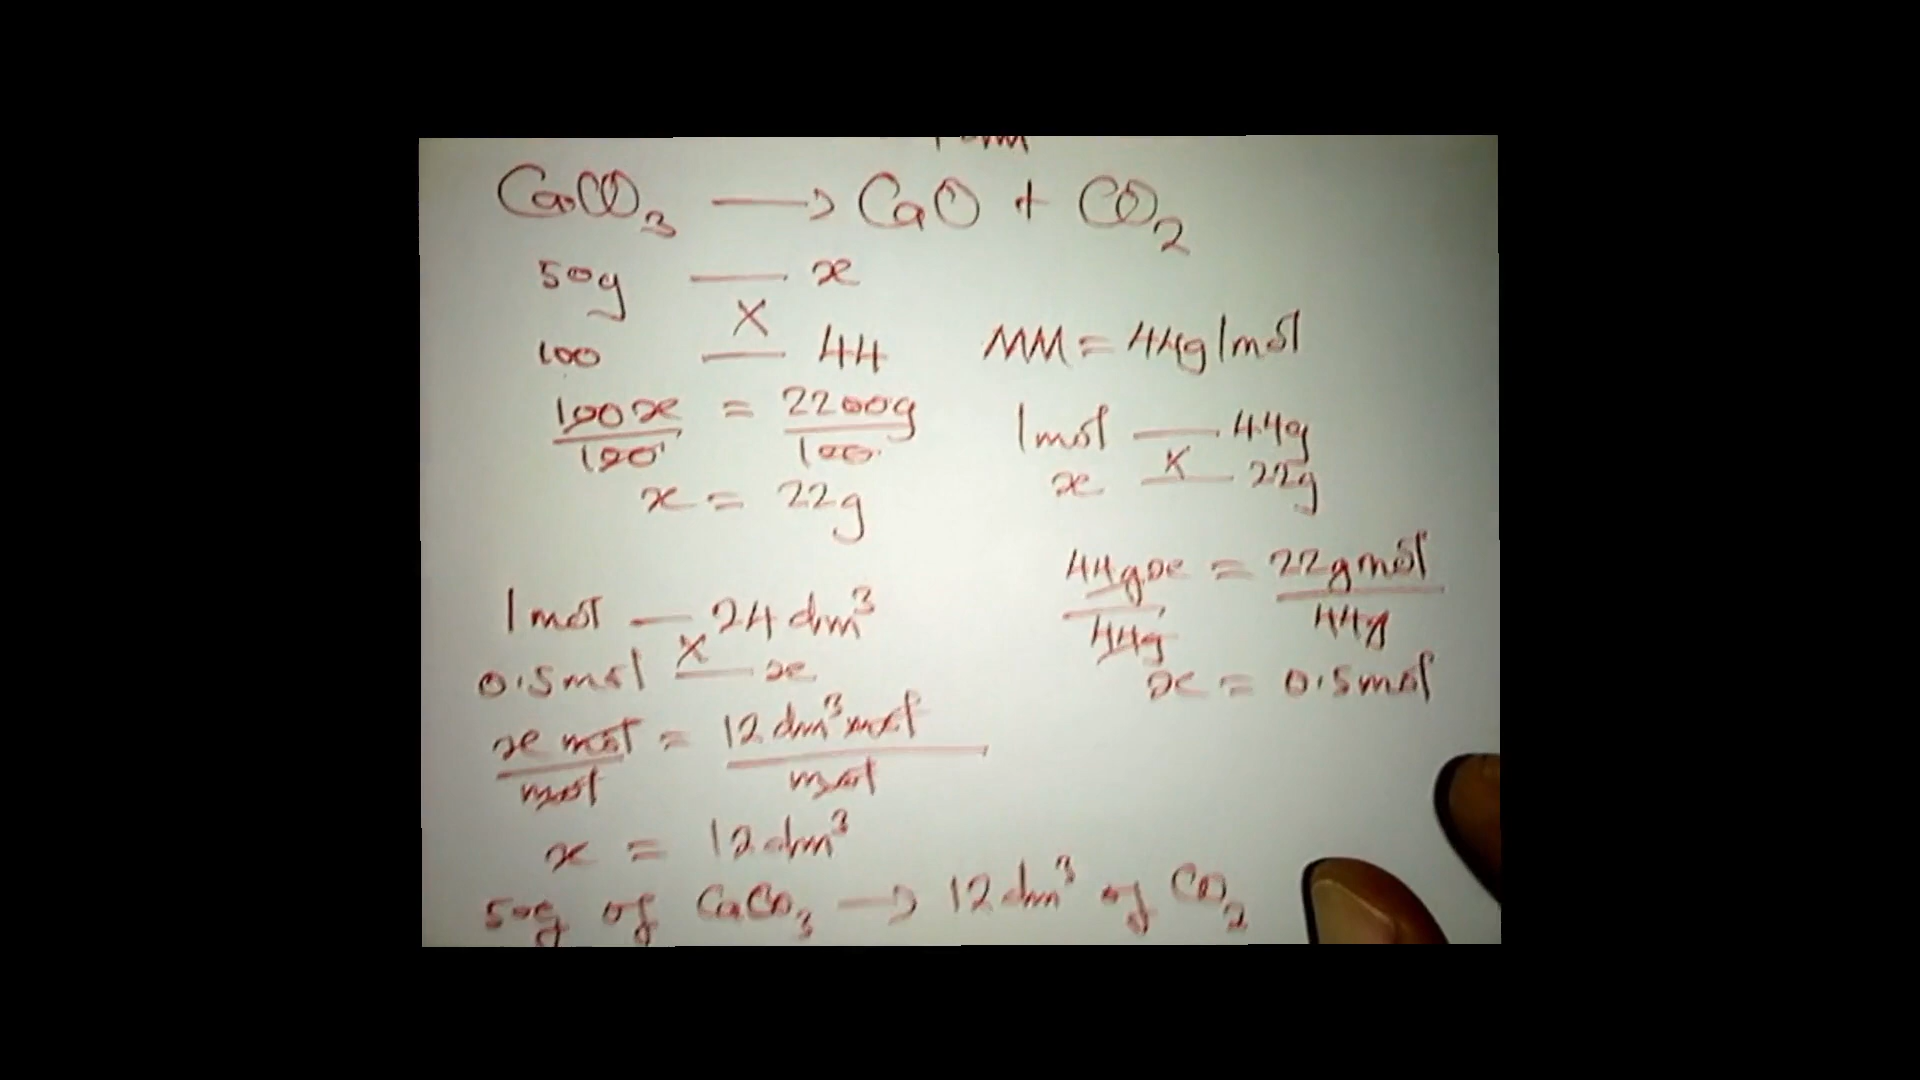 CaCO₃ → CaO + CO₂
50g — x
X
100 — 44
100x = 2200g
100 100
x = 22g
MM = 44g/mol
1mol — 44g
X
x — 22g
44gx = 22gmol
44g 44g
x = 0.5mol
1mol — 24dm³
X
0.5mol — x
x mol = 12dm³mol
mol mol
x = 12dm³
50g of CaCO₃ → 12dm³ of CO₂